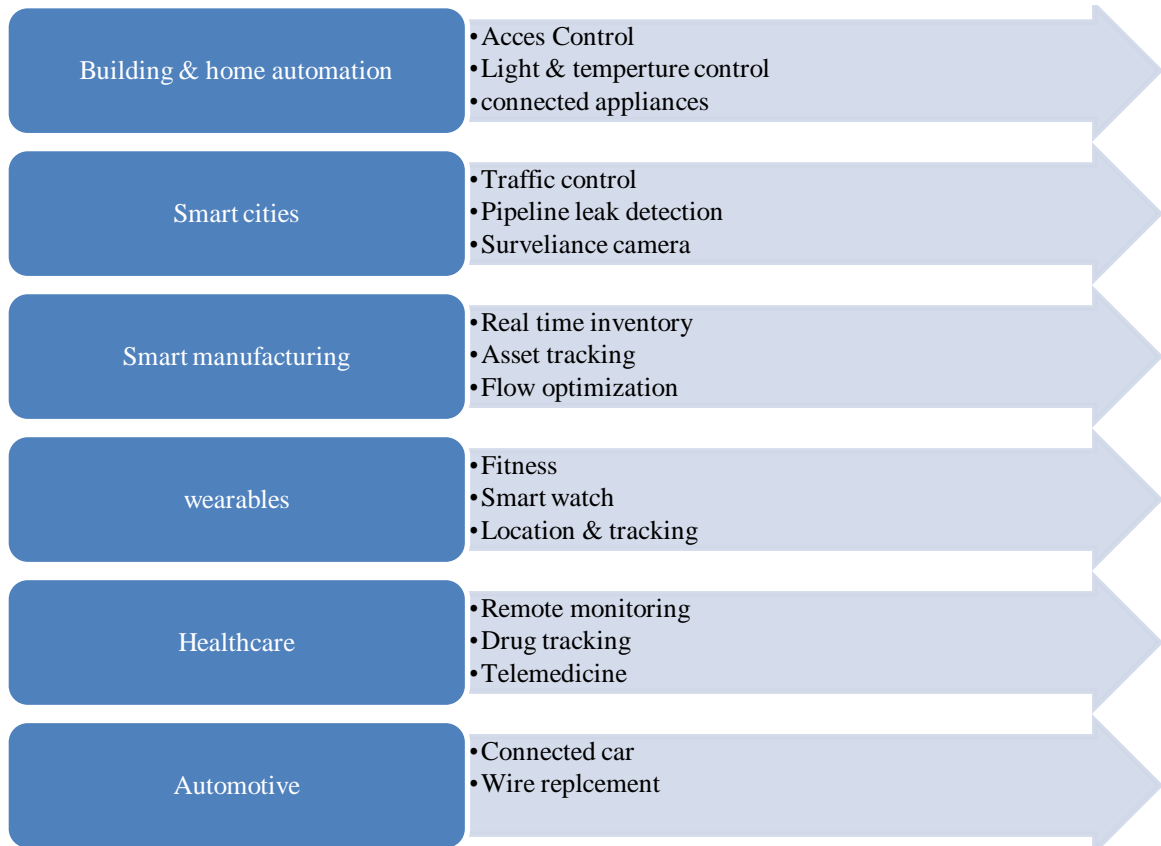 Building & home automation
•Acces Control
•Light & temperture control
•connected appliances
Smart cities
•Traffic control
•Pipeline leak detection
•Surveliance camera
Smart manufacturing
•Real time inventory
•Asset tracking
•Flow optimization
wearables
•Fitness
•Smart watch
•Location & tracking
Healthcare
•Remote monitoring
•Drug tracking
•Telemedicine
Automotive
•Connected car
•Wire replcement